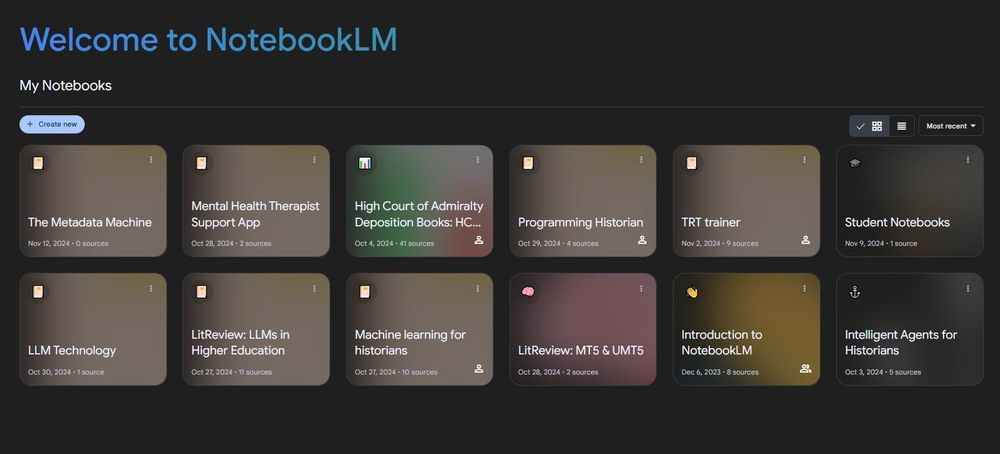 Welcome to NotebookLM
My Notebooks
+ Create new
Most recent
The Metadata Machine
Nov 12, 2024 · 0 sources
Mental Health Therapist
Support App
Oct 28, 2024 · 2 sources
High Court of Admiralty
Deposition Books: HC...
Oct 4, 2024 · 41 sources
Programming Historian
Oct 29, 2024 · 4 sources
TRT trainer
Nov 2, 2024 · 9 sources
Student Notebooks
Nov 9, 2024 · 1 source
LLM Technology
Oct 30, 2024 · 1 source
LitReview: LLMs in
Higher Education
Oct 27, 2024 · 11 sources
Machine learning for
historians
Oct 27, 2024 · 10 sources
LitReview: MT5 & UMT5
Oct 28, 2024 · 2 sources
Introduction to
NotebookLM
Dec 6, 2023 · 8 sources
Intelligent Agents for
Historians
Oct 3, 2024 · 5 sources